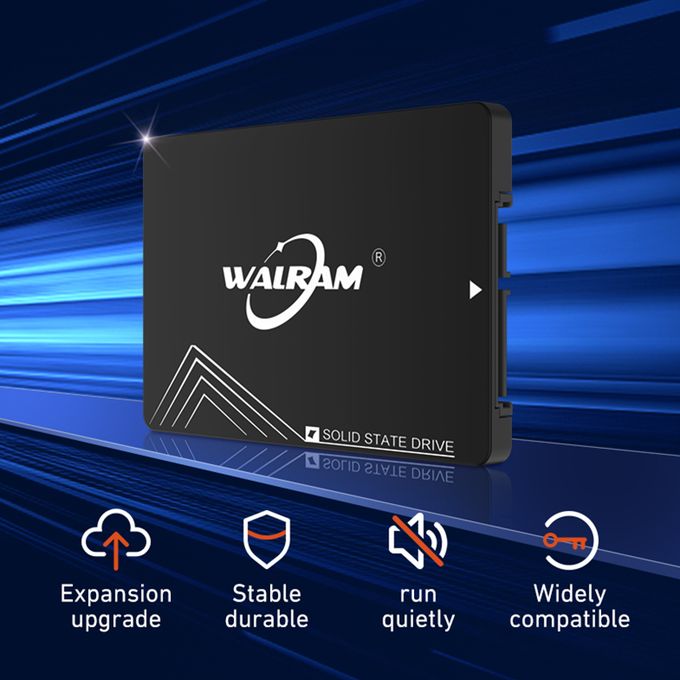 WALRAM ®
SOLID STATE DRIVE
Expansion
upgrade
Stable
durable
run
quietly
Widely
compatible